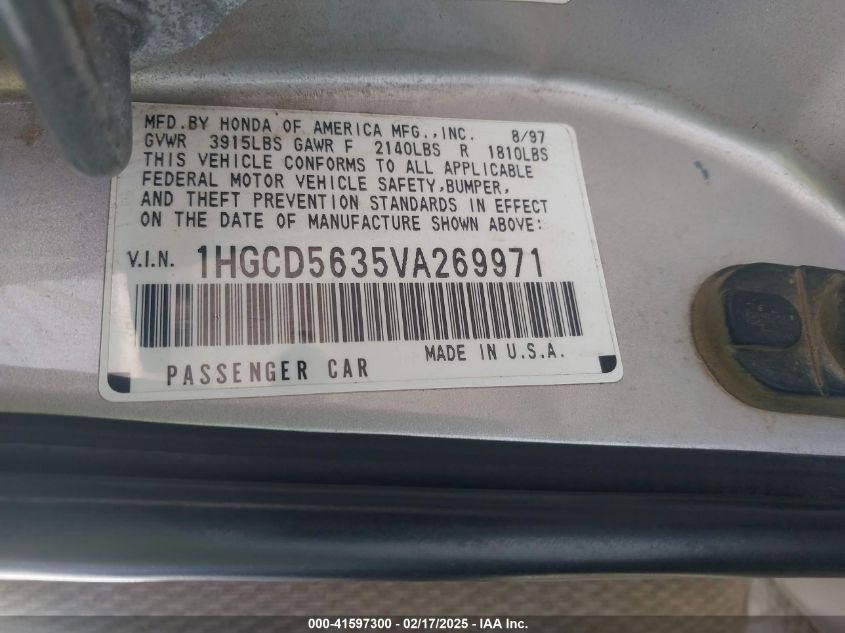 MFD.BY HONDA OF AMERICA MFG.,INC. 8/97
GVWR 3915LBS GAWR F 2140LBS R 1810LBS
THIS VEHICLE CONFORMS TO ALL APPLICABLE
FEDERAL MOTOR VEHICLE SAFETY,BUMPER,
AND THEFT PREVENTION STANDARDS IN EFFECT
ON THE DATE OF MANUFACTURE SHOWN ABOVE:
V.I.N. 1HGCD5635VA269971
PASSENGER CAR MADE IN U.S.A.
000-41597300 - 02/17/2025 - IAA Inc.